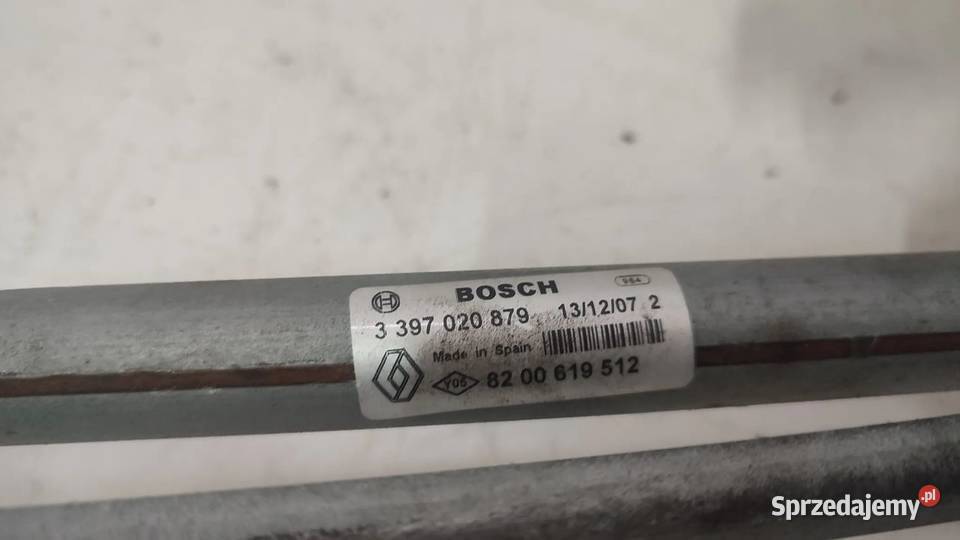 BOSCH
984
3 397 020 879 13/12/07 2
Made in Spain
Y05
82 00 619 512
Sprzedajemy.pl